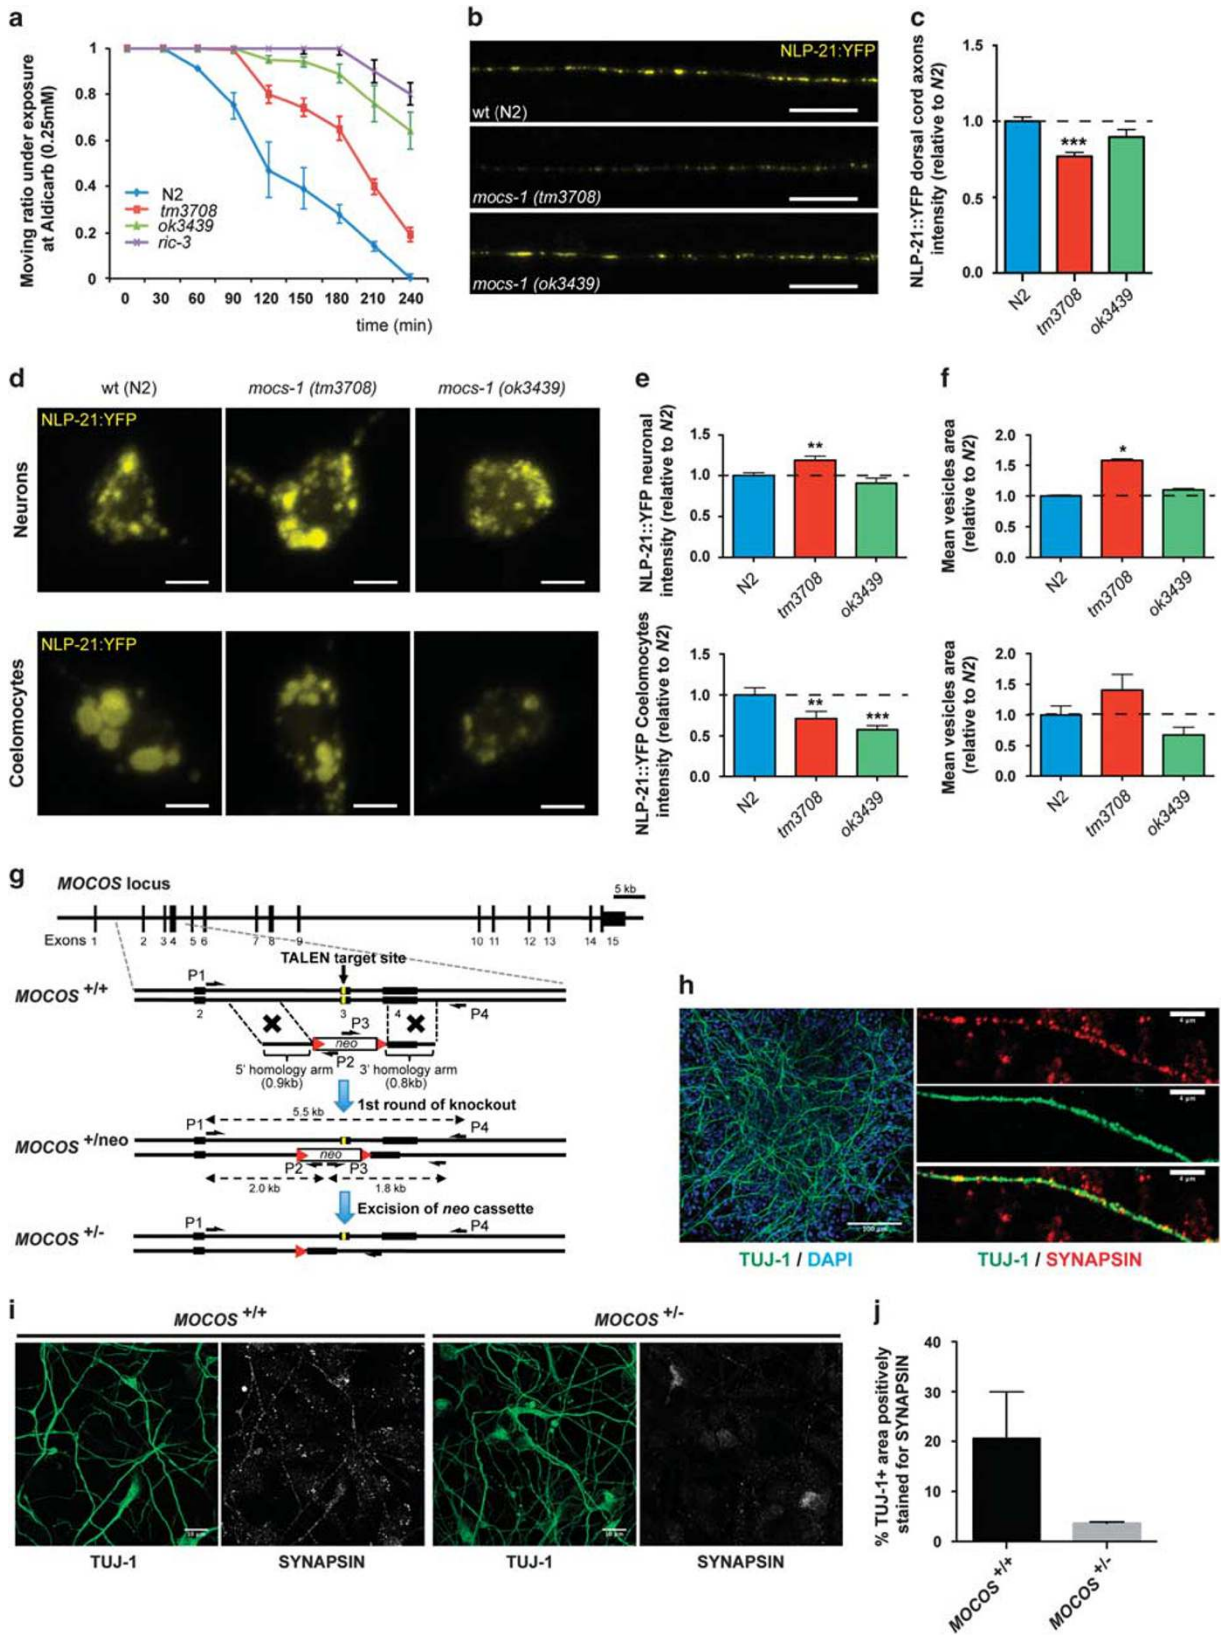 a
Moving ratio under exposure
at Aldicarb (0.25mM)
1
0.8
0.6
0.4
0.2
0
N2
tm3708
ok3439
ric-3
0 30 60 90 120 150 180 210 240
time (min)
b
NLP-21:YFP
wt (N2)
mocs-1 (tm3708)
mocs-1 (ok3439)
c
NLP-21::YFP dorsal cord axons
intensity (relative to N2)
1.5
1.0
0.5
0.0
***
N2
tm3708
ok3439
d
wt (N2)
mocs-1 (tm3708)
mocs-1 (ok3439)
Neurons
NLP-21:YFP
Coelomocytes
NLP-21:YFP
e
NLP-21::YFP neuronal
intensity (relative to N2)
1.5
1.0
0.5
0.0
**
N2
tm3708
ok3439
NLP-21::YFP Coelomocytes
intensity (relative to N2)
1.5
1.0
0.5
0.0
**
***
N2
tm3708
ok3439
f
Mean vesicles area
(relative to N2)
2.0
1.5
1.0
0.5
0.0
*
N2
tm3708
ok3439
Mean vesicles area
(relative to N2)
2.0
1.5
1.0
0.5
0.0
N2
tm3708
ok3439
g
MOCOS locus
5 kb
Exons 1 2 3 4 5 6 7 8 9 10 11 12 13 14 15
TALEN target site
MOCOS +/+
P1
2
3
4
P4
P3
neo
P2
5' homology arm
(0.9kb)
3' homology arm
(0.8kb)
1st round of knockout
5.5 kb
MOCOS +/neo
P1
P4
neo
P2
P3
2.0 kb
1.8 kb
Excision of neo cassette
MOCOS +/-
P1
P4
h
100 µm
4 µm
4 µm
4 µm
TUJ-1 / DAPI
TUJ-1 / SYNAPSIN
i
MOCOS +/+
MOCOS +/-
10 µm
10 µm
TUJ-1
SYNAPSIN
TUJ-1
SYNAPSIN
j
% TUJ-1+ area positively
stained for SYNAPSIN
40
30
20
10
0
MOCOS +/+
MOCOS +/-